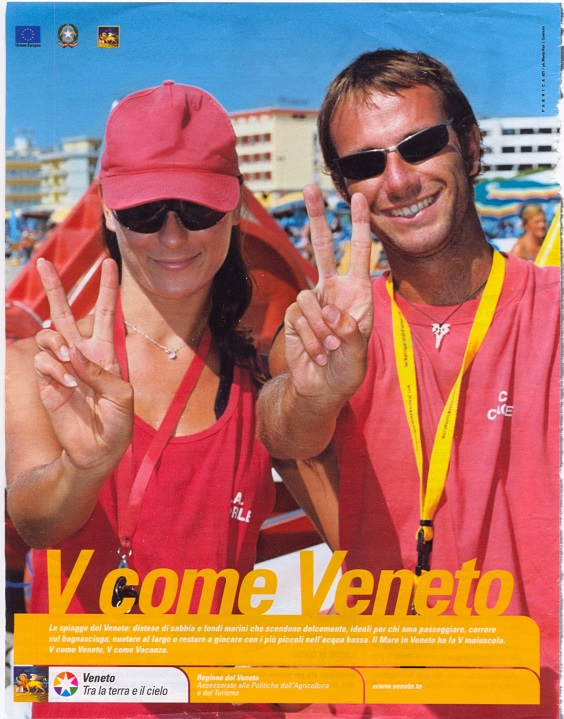 Unione Europea
V come Veneto
Le spiagge del Veneto: distese di sabbia e fondi marini che scendono dolcemente, ideali per chi ama passeggiare, correre
sul bagnasciuga, nuotare al largo o restare a giocare con i più piccoli nell'acqua bassa. Il Mare in Veneto ha la V maiuscola.
V come Veneto, V come Vacanza.
Veneto
Tra la terra e il cielo
Regione del Veneto
Assessorato alle Politiche dell'Agricoltura
e del Turismo
www.veneto.to